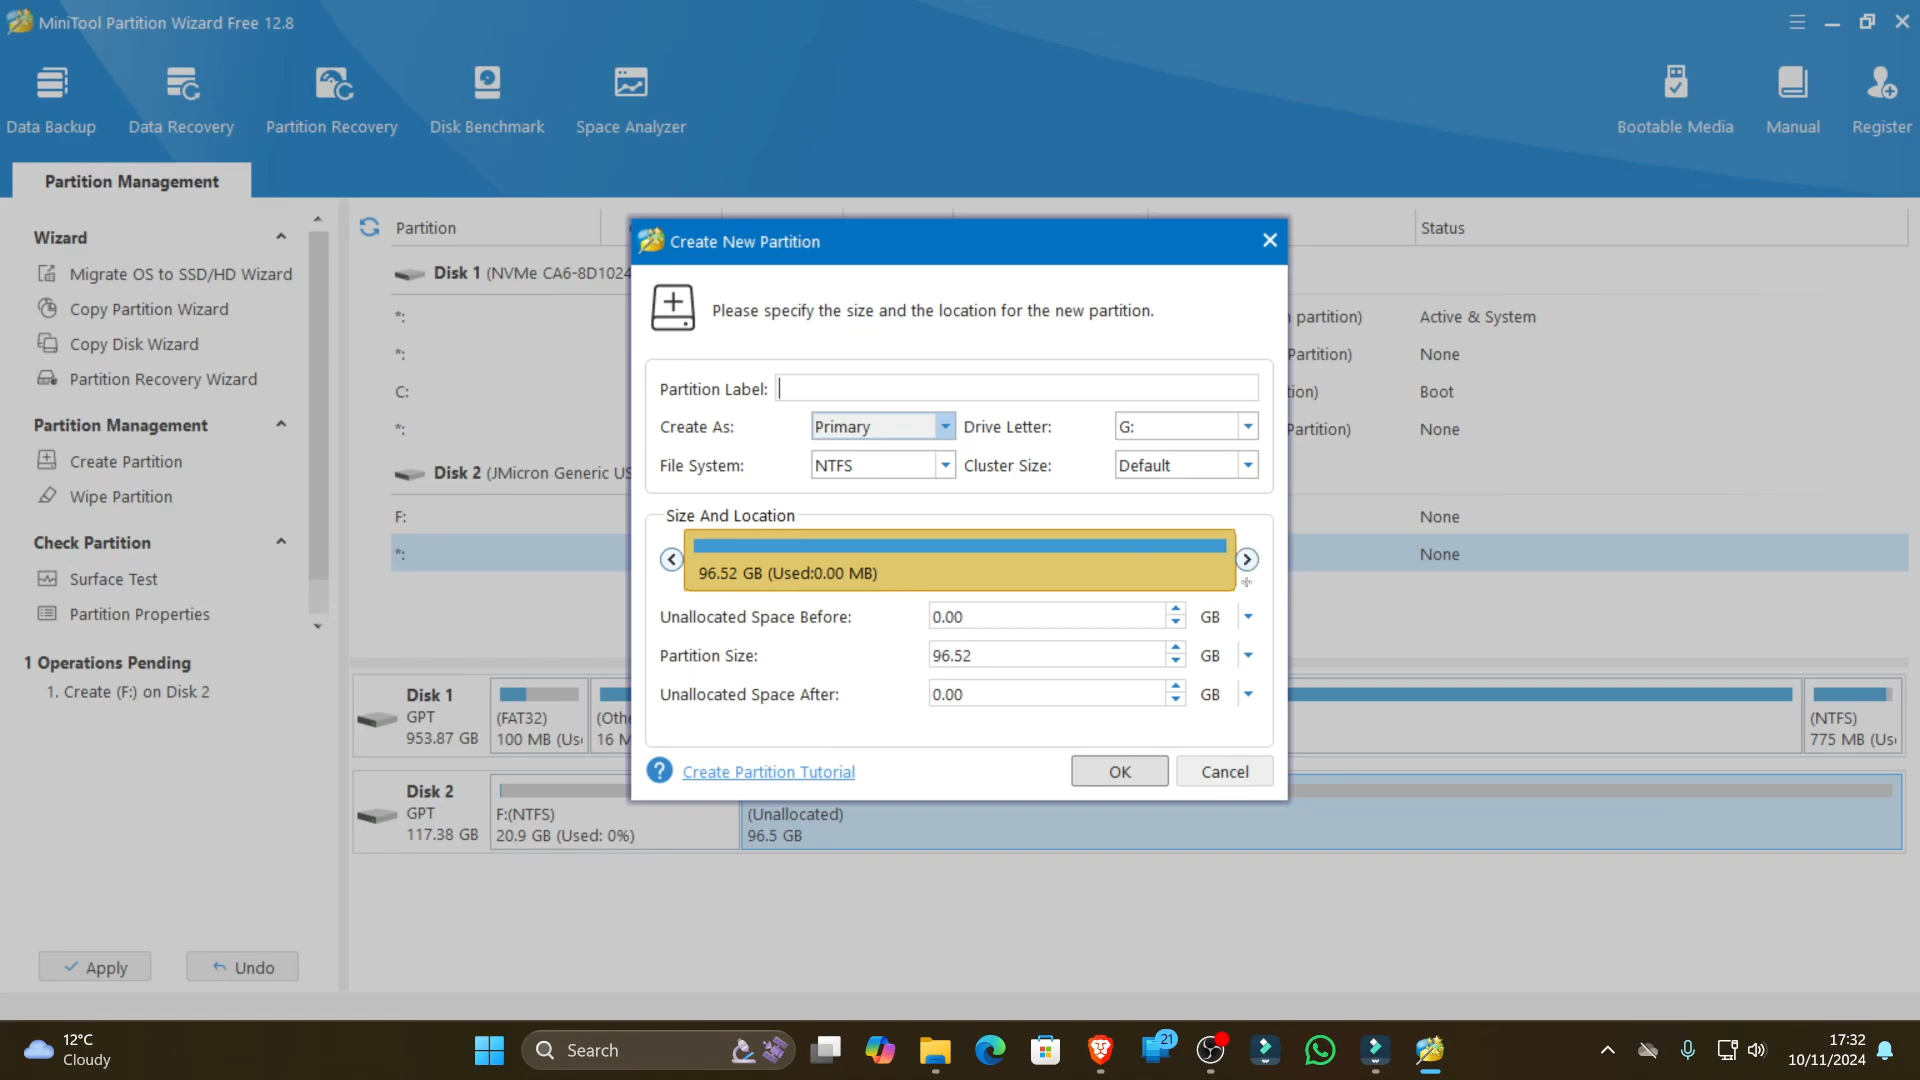 MiniTool Partition Wizard Free 12.8
Data Backup
Data Recovery
Partition Recovery
Disk Benchmark
Space Analyzer
Bootable Media
Manual
Register
Partition Management
Wizard
Migrate OS to SSD/HD Wizard
Copy Partition Wizard
Copy Disk Wizard
Partition Recovery Wizard
Partition Management
Create Partition
Wipe Partition
Check Partition
Surface Test
Partition Properties
1 Operations Pending
1. Create (F:) on Disk 2
Apply
Undo
Partition
Status
Disk 1 (NVMe CA6-8D1024
*:
partition)
Active & System
*:
Partition)
None
C:
tion)
Boot
*:
Partition)
None
Disk 2 (JMicron Generic US
F:
None
*:
None
Create New Partition
Please specify the size and the location for the new partition.
Partition Label:
Create As:
Primary
Drive Letter:
G:
File System:
NTFS
Cluster Size:
Default
Size And Location
96.52 GB (Used:0.00 MB)
Unallocated Space Before:
0.00
GB
Partition Size:
96.52
GB
Unallocated Space After:
0.00
GB
?
Create Partition Tutorial
OK
Cancel
Disk 1
GPT
953.87 GB
(FAT32)
100 MB (Us
(Oth
16 M
(NTFS)
775 MB (Us
Disk 2
GPT
117.38 GB
F:(NTFS)
20.9 GB (Used: 0%)
(Unallocated)
96.5 GB
12°C
Cloudy
Search
21
17:32
10/11/2024